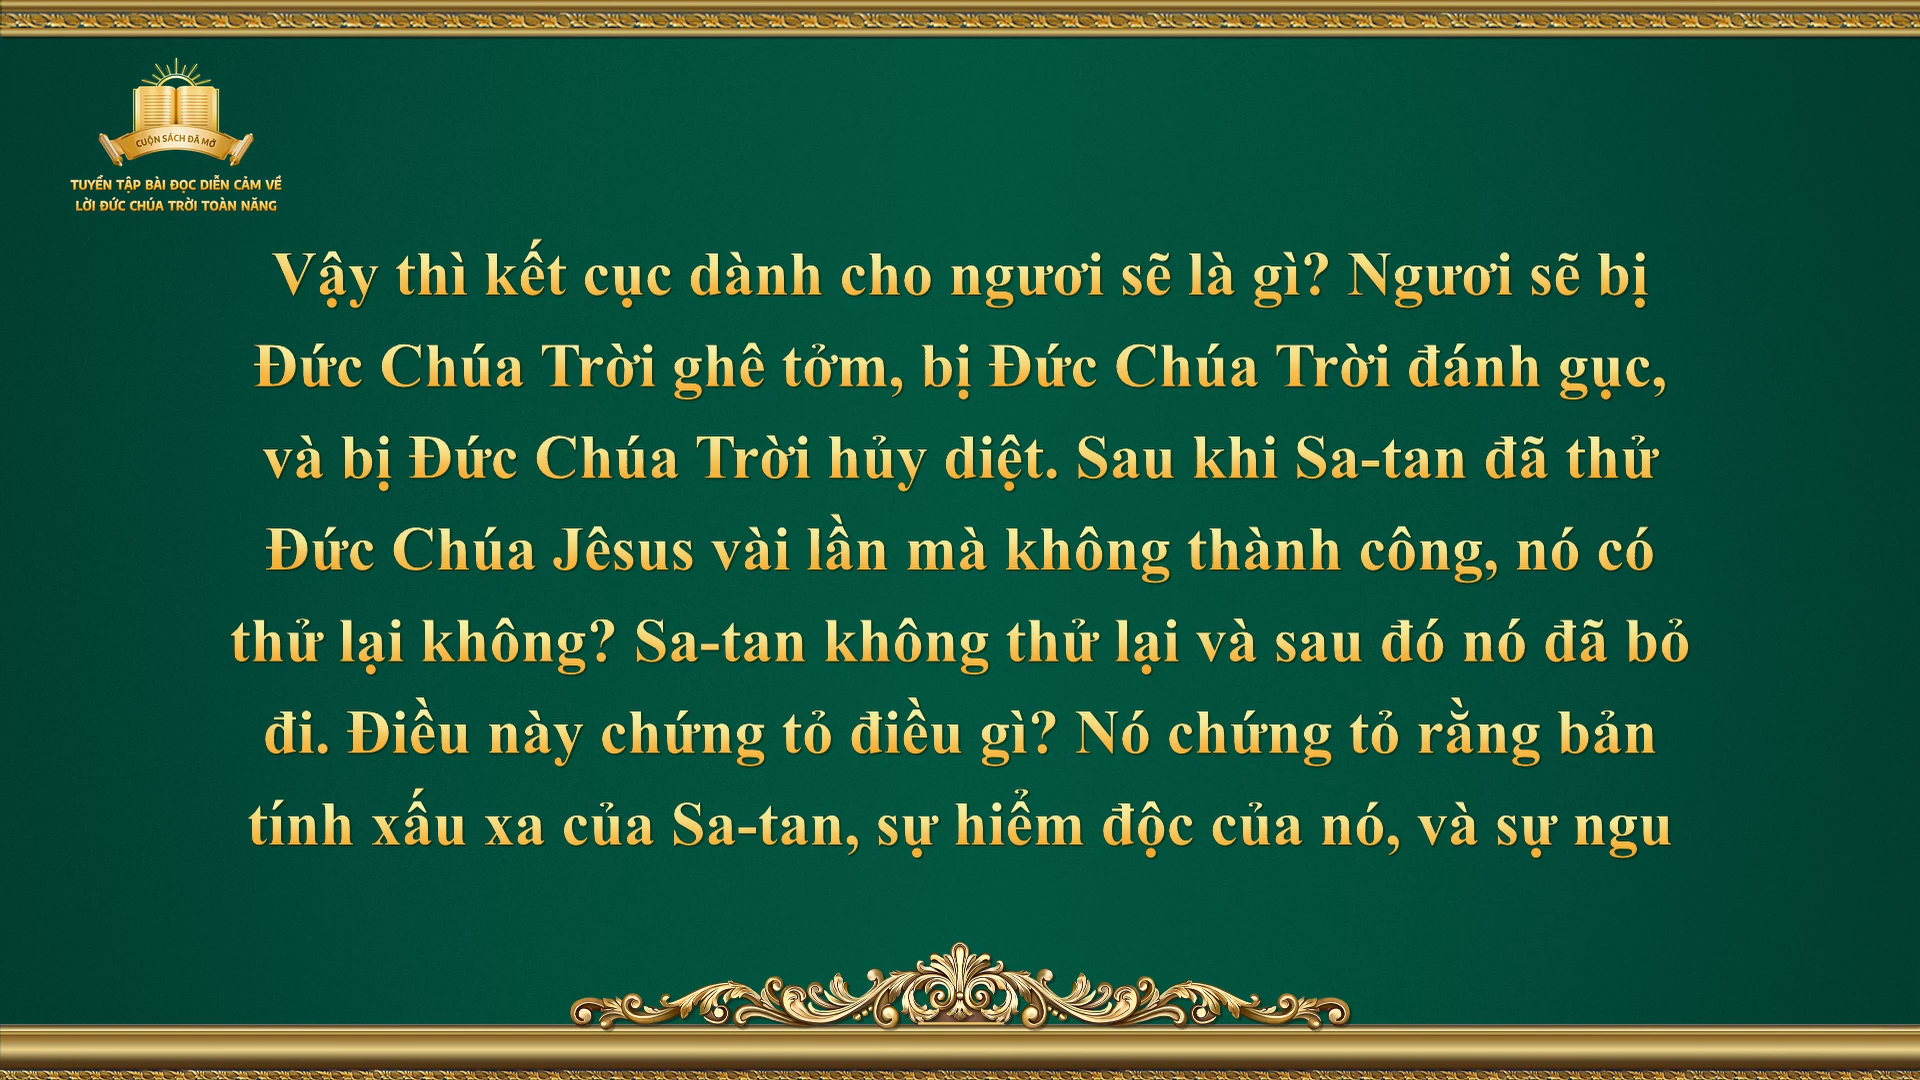 CUỘN SÁCH ĐÃ MỞ
TUYỂN TẬP BÀI ĐỌC DIỄN CẢM VỀ
LỜI ĐỨC CHÚA TRỜI TOÀN NĂNG
Vậy thì kết cục dành cho ngươi sẽ là gì? Ngươi sẽ bị
Đức Chúa Trời ghê tởm, bị Đức Chúa Trời đánh gục,
và bị Đức Chúa Trời hủy diệt. Sau khi Sa-tan đã thử
Đức Chúa Jêsus vài lần mà không thành công, nó có
thử lại không? Sa-tan không thử lại và sau đó nó đã bỏ
đi. Điều này chứng tỏ điều gì? Nó chứng tỏ rằng bản
tính xấu xa của Sa-tan, sự hiểm độc của nó, và sự ngu